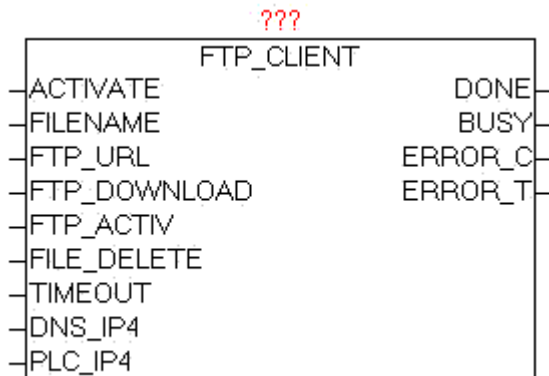 ???
FTP_CLIENT
ACTIVATE DONE
FILENAME BUSY
FTP_URL ERROR_C
FTP_DOWNLOAD ERROR_T
FTP_ACTIV
FILE_DELETE
TIMEOUT
DNS_IP4
PLC_IP4